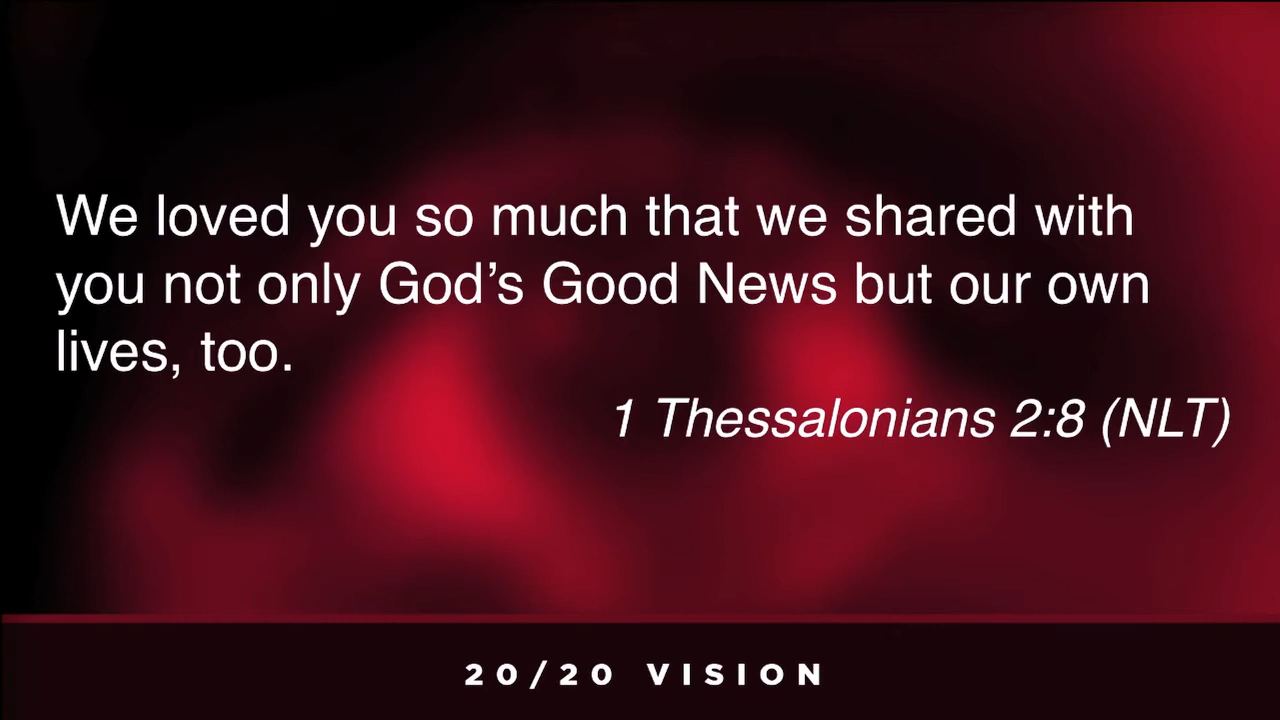 We loved you so much that we shared with
you not only God’s Good News but our own
lives, too.
1 Thessalonians 2:8 (NLT)
20/20 VISION